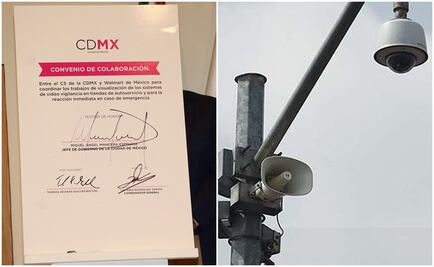 CDMX
CONVENIO DE COLABORACIÓN
Entre el C5 de la CDMX y Walmart de México para
coordinar los trabajos de visualización de los sistemas
de video vigilancia en tiendas de autoservicio y para la
reacción inmediata en caso de emergencia
TESTIGO DE HONOR
MIGUEL ÁNGEL MANCERA ESPINOSA
JEFE DE GOBIERNO DE LA CIUDAD DE MÉXICO
COORDINADOR GENERAL